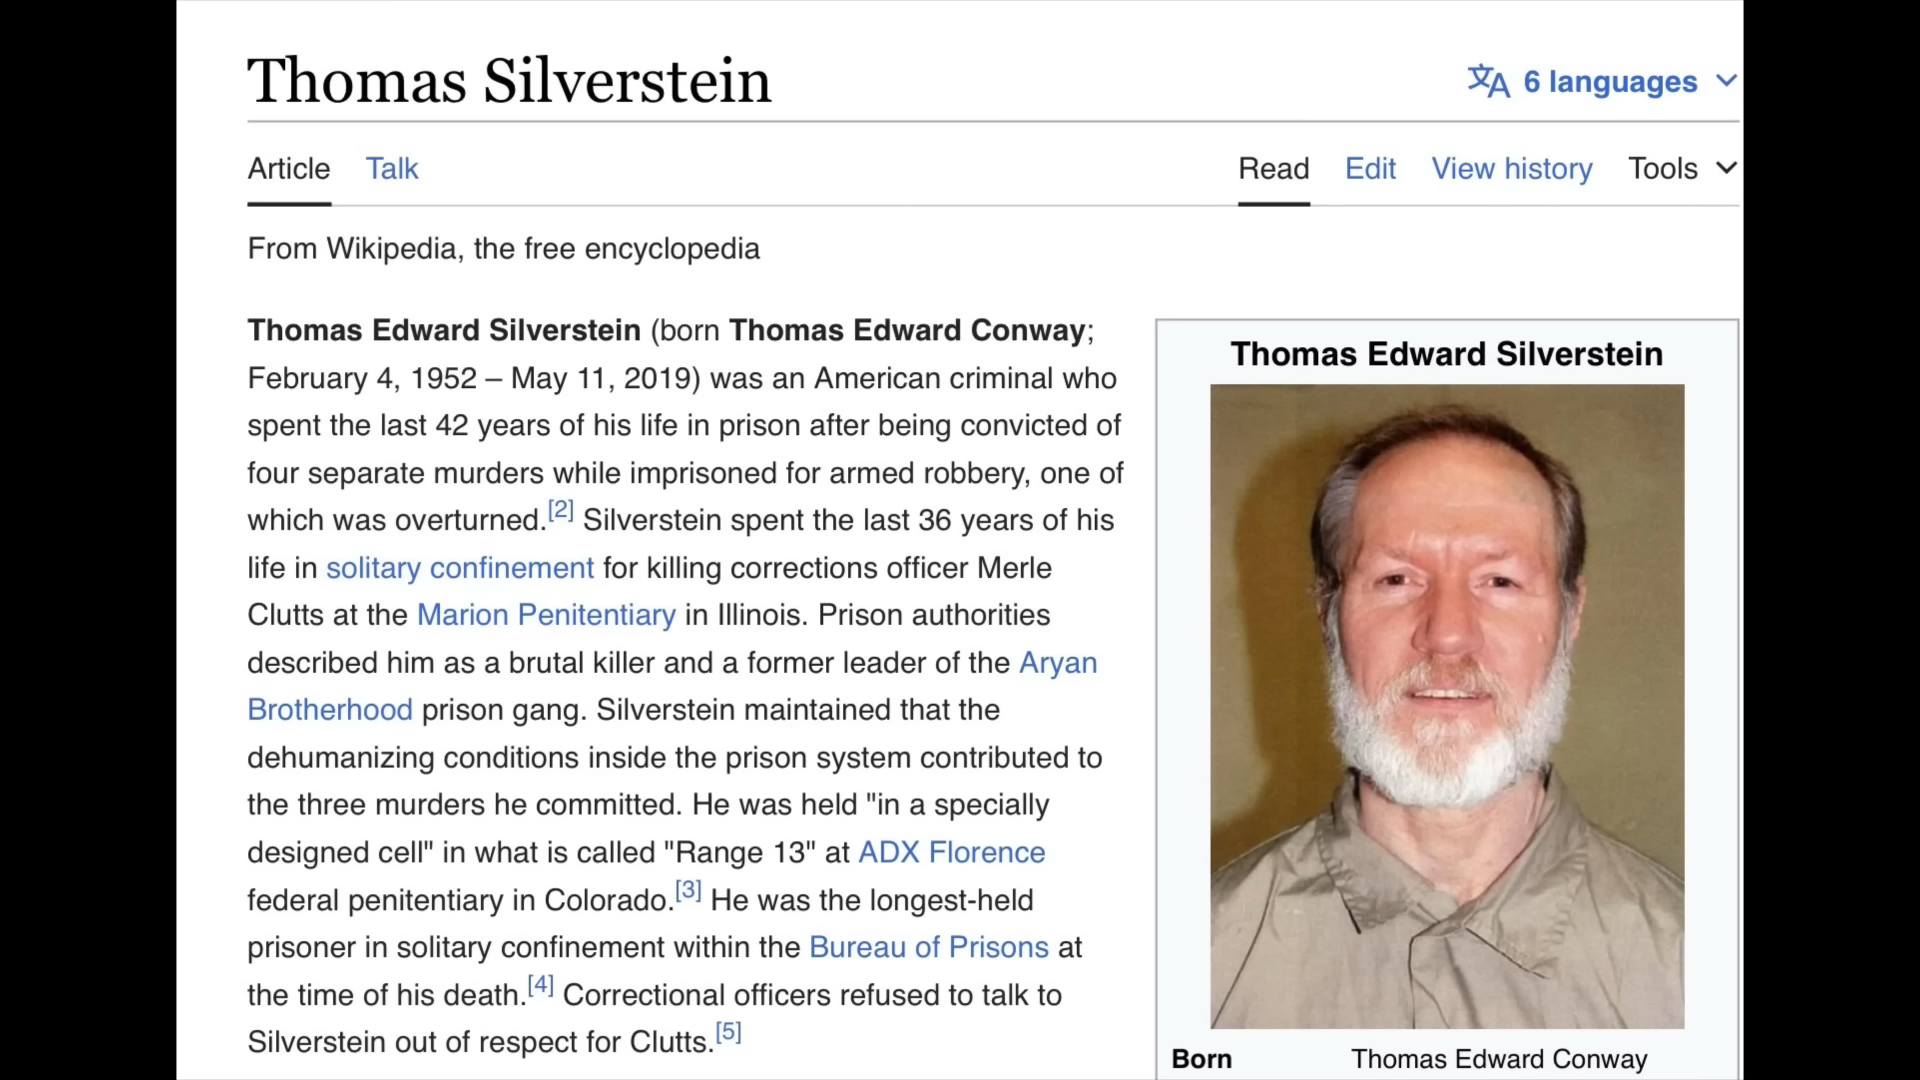 Thomas Silverstein
6 languages
Article Talk Read Edit View history Tools
From Wikipedia, the free encyclopedia
Thomas Edward Silverstein (born Thomas Edward Conway;
February 4, 1952 – May 11, 2019) was an American criminal who
spent the last 42 years of his life in prison after being convicted of
four separate murders while imprisoned for armed robbery, one of
which was overturned.[2] Silverstein spent the last 36 years of his
life in solitary confinement for killing corrections officer Merle
Clutts at the Marion Penitentiary in Illinois. Prison authorities
described him as a brutal killer and a former leader of the Aryan
Brotherhood prison gang. Silverstein maintained that the
dehumanizing conditions inside the prison system contributed to
the three murders he committed. He was held "in a specially
designed cell" in what is called "Range 13" at ADX Florence
federal penitentiary in Colorado.[3] He was the longest-held
prisoner in solitary confinement within the Bureau of Prisons at
the time of his death.[4] Correctional officers refused to talk to
Silverstein out of respect for Clutts.[5]
Thomas Edward Silverstein
Born Thomas Edward Conway